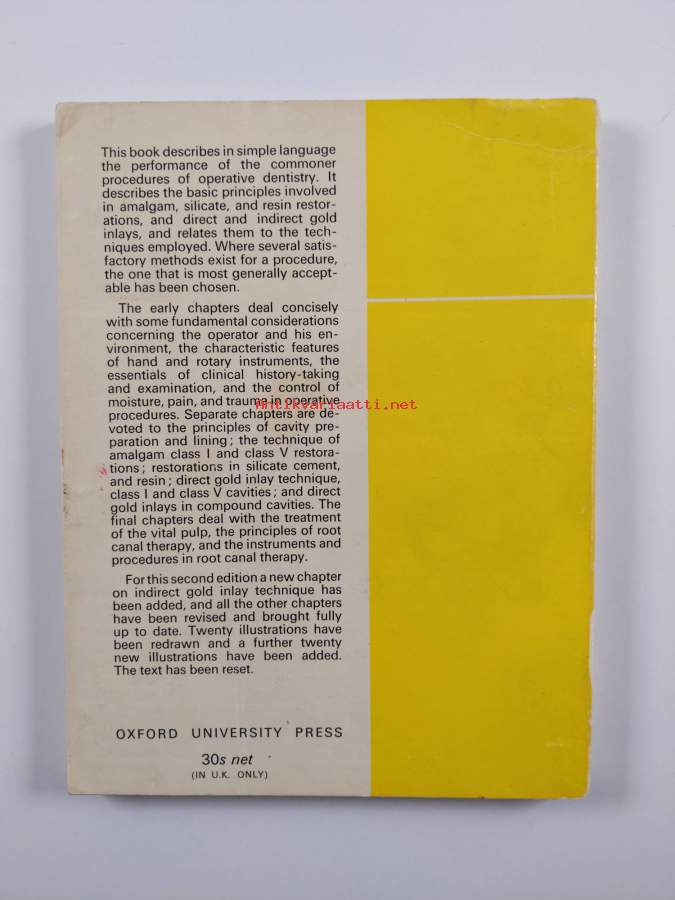 This book describes in simple language
the performance of the commoner
procedures of operative dentistry. It
describes the basic principles involved
in amalgam, silicate, and resin restor-
ations, and direct and indirect gold
inlays, and relates them to the tech-
niques employed. Where several satis-
factory methods exist for a procedure,
the one that is most generally accept-
able has been chosen.
The early chapters deal concisely
with some fundamental considerations
concerning the operator and his en-
vironment, the characteristic features
of hand and rotary instruments, the
essentials of clinical history-taking
and examination, and the control of
moisture, pain, and trauma in operative
Antikvariaatti.net
procedures. Separate chapters are de-
voted to the principles of cavity pre-
paration and lining; the technique of
amalgam class I and class V restora-
tions; restorations in silicate cement,
and resin; direct gold inlay technique,
class I and class V cavities; and direct
gold inlays in compound cavities. The
final chapters deal with the treatment
of the vital pulp, the principles of root
canal therapy, and the instruments and
procedures in root canal therapy.
For this second edition a new chapter
on indirect gold inlay technique has
been added, and all the other chapters
have been revised and brought fully
up to date. Twenty illustrations have
been redrawn and a further twenty
new illustrations have been added.
The text has been reset.
OXFORD UNIVERSITY PRESS
30s net
(IN U.K. ONLY)